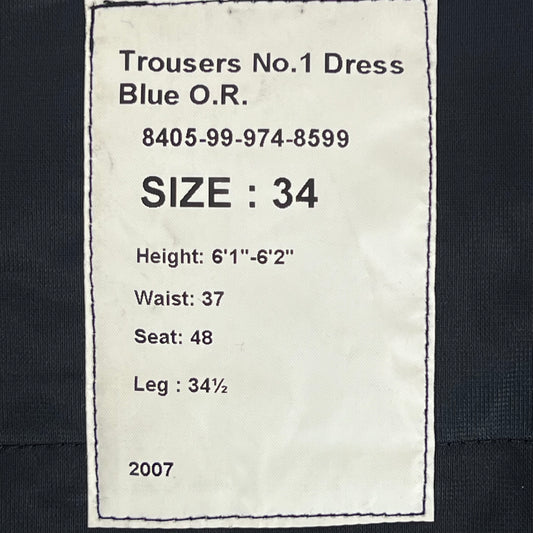 Trousers No.1 Dress
Blue O.R.
8405-99-974-8599
SIZE : 34
Height: 6'1"-6'2"
Waist: 37
Seat: 48
Leg : 34½
2007